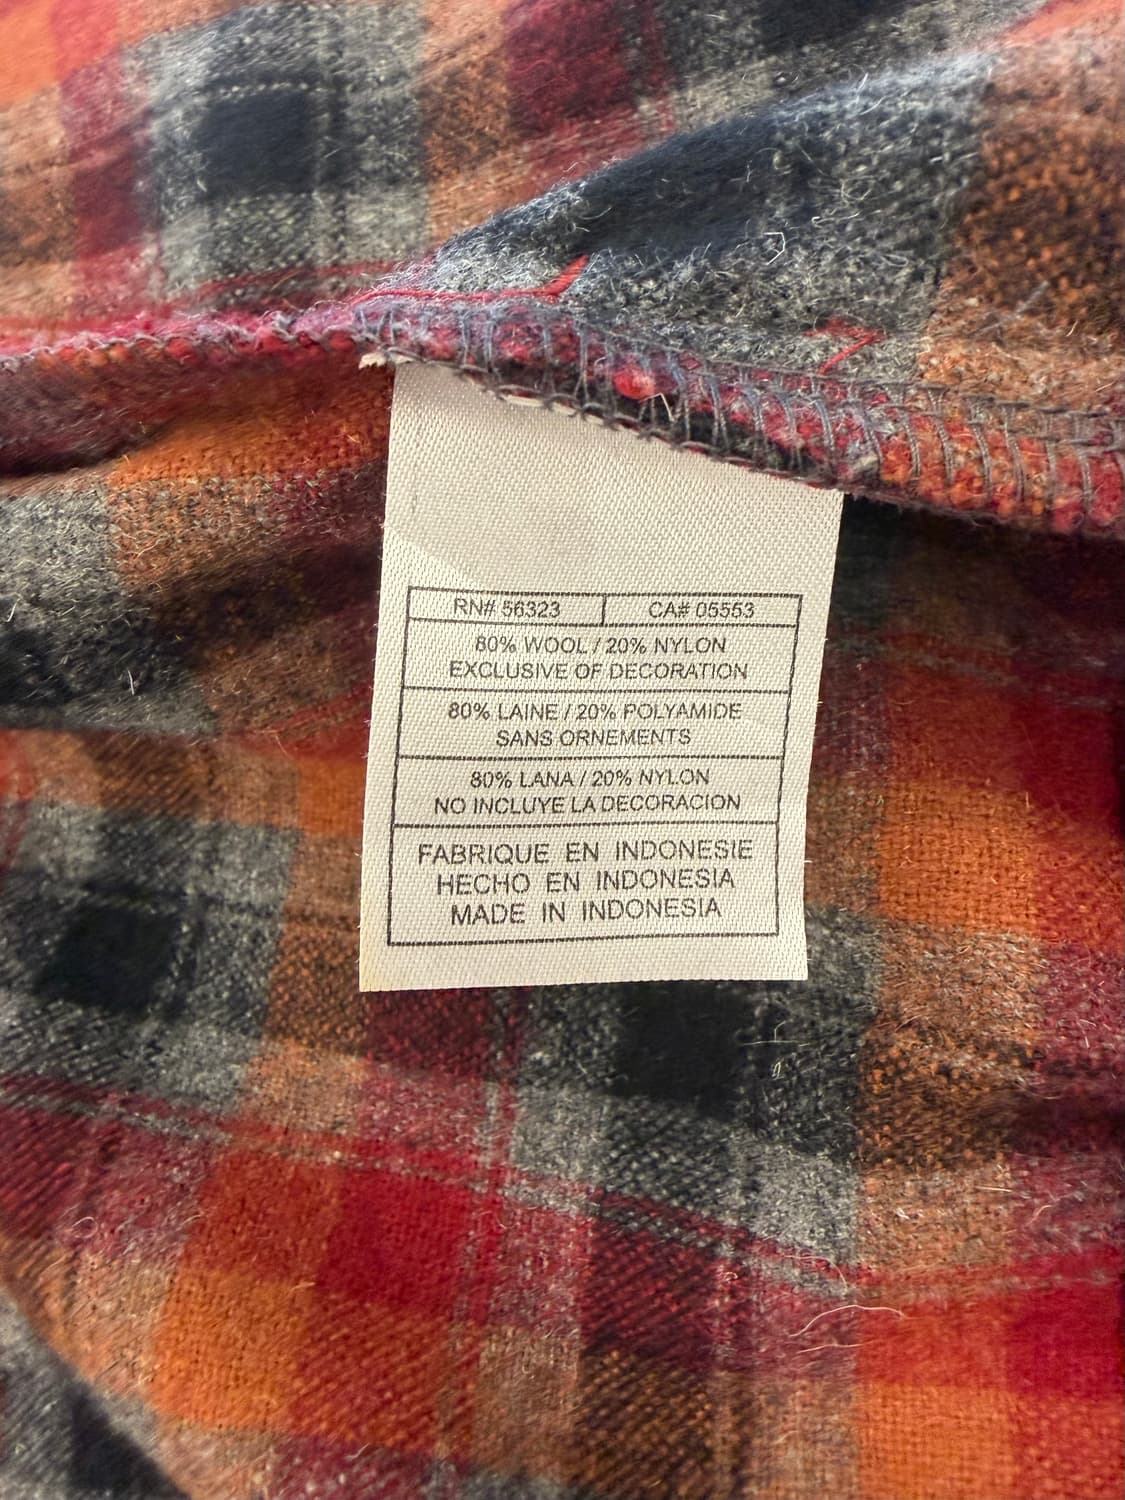 RN# 56323 CA# 05553
80% WOOL / 20% NYLON
EXCLUSIVE OF DECORATION
80% LAINE / 20% POLYAMIDE
SANS ORNEMENTS
80% LANA / 20% NYLON
NO INCLUYE LA DECORACION
FABRIQUE EN INDONESIE
HECHO EN INDONESIA
MADE IN INDONESIA